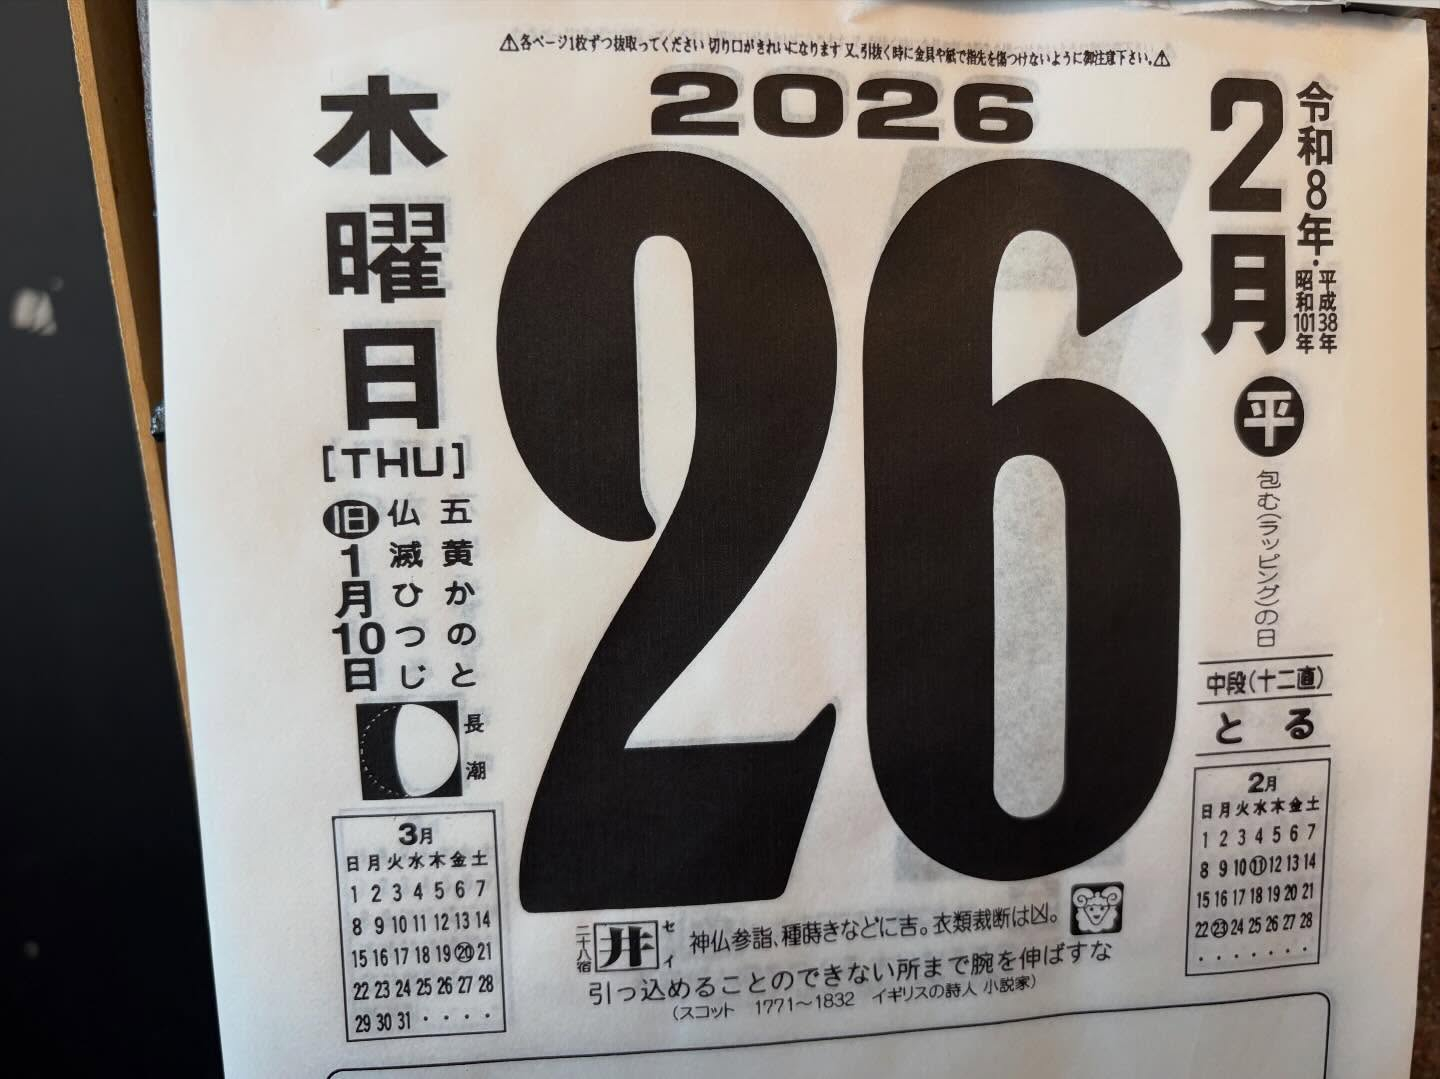 ⚠各ページ1枚ずつ抜取ってください 切り口がきれいになります 又、引抜く時に金具や紙で指先を傷つけないように御注意下さい。⚠
2026
2月
令和8年・平成38年
昭和101年
平
包む(ラッピング)の日
中段(十二直)
とる
2月
日月火水木金土
1 2 3 4 5 6 7
8 9 10 11 12 13 14
15 16 17 18 19 20 21
22 23 24 25 26 27 28
・・・・・・・
26
木曜日
[THU]
五黄かのと
仏滅ひつじ
旧1月10日
長潮
3月
日月火水木金土
1 2 3 4 5 6 7
8 9 10 11 12 13 14
15 16 17 18 19 20 21
22 23 24 25 26 27 28
29 30 31 ・・・・
二十八宿
井
セイ
神仏参詣、種蒔きなどに吉。衣類裁断は凶。
引っ込めることのできない所まで腕を伸ばすな
(スコット 1771〜1832 イギリスの詩人 小説家)